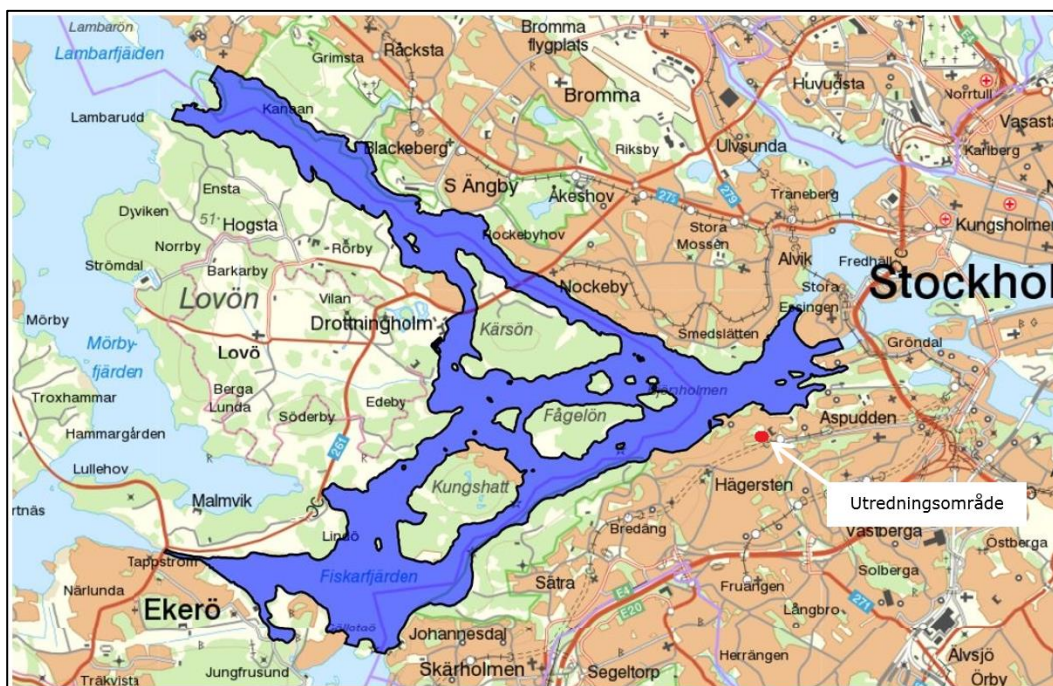 Lambarön
Lambarfjärden
Grimsta
Råcksta
Bromma
flygplats
Huvudsta
Norrtull
Vasasta
Karlberg
Lambarudd
Kanaan
Bromma
Blackeberg
Riksby
Ulvsunda
Ensta
S Ängby
Åkeshov
275
279
Traneberg
Kungsholmen
Dyviken
51
Hogsta
Norrby
Rörby
Nockebyhov
Stora
Mossen
Alvik
Fredhäll
Strömdal
Barkarby
Lovön
Vilan
Nockeby
Stora
Essingen
Stockhol
Drottningholm
Kärsön
Smedslätten
Mörby
Mörby-
fjärden
Lovö
Gröndal
Björnholmen
Troxhammar
Berga
Lunda
Edeby
Söderby
Fågelön
Aspudden
Hammargården
261
Lullehov
Kungshatt
Hägersten
Malmvik
Utredningsområde
Bredäng
Västberga
Lindö
Östberga
Tappström
Fiskarfjärden
Närlunda
Sätra
E4
E20
Fruängen
Solberga
Ekerö
Långbro
271
Johannesdal
Herrängen
Älvsjö
Jungfrusund
Skärholmen
Segeltorp
Örby
Träkvista